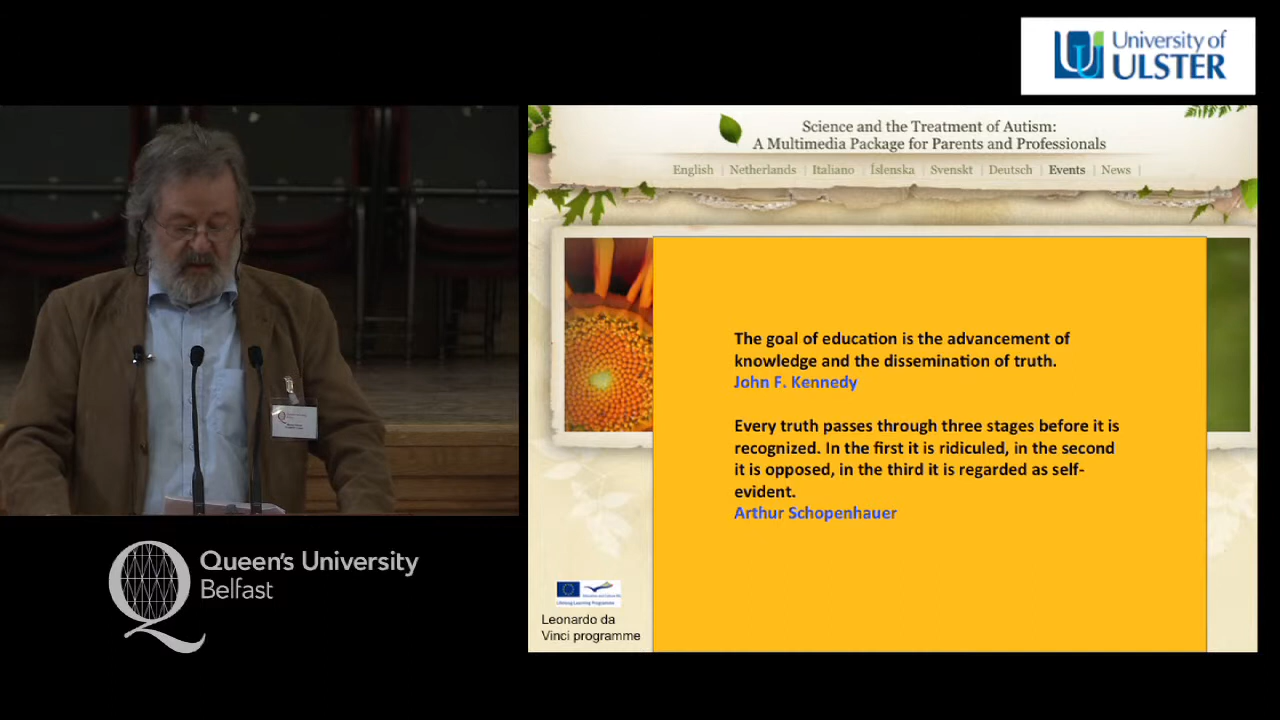 University of
ULSTER
Science and the Treatment of Autism:
A Multimedia Package for Parents and Professionals
English | Netherlands | Italiano | Íslenska | Svenskt | Deutsch | Events | News |
The goal of education is the advancement of
knowledge and the dissemination of truth.
John F. Kennedy
Every truth passes through three stages before it is
recognized. In the first it is ridiculed, in the second
it is opposed, in the third it is regarded as self-
evident.
Arthur Schopenhauer
Queen's University
Belfast
Lifelong Learning Programme
Leonardo da
Vinci programme